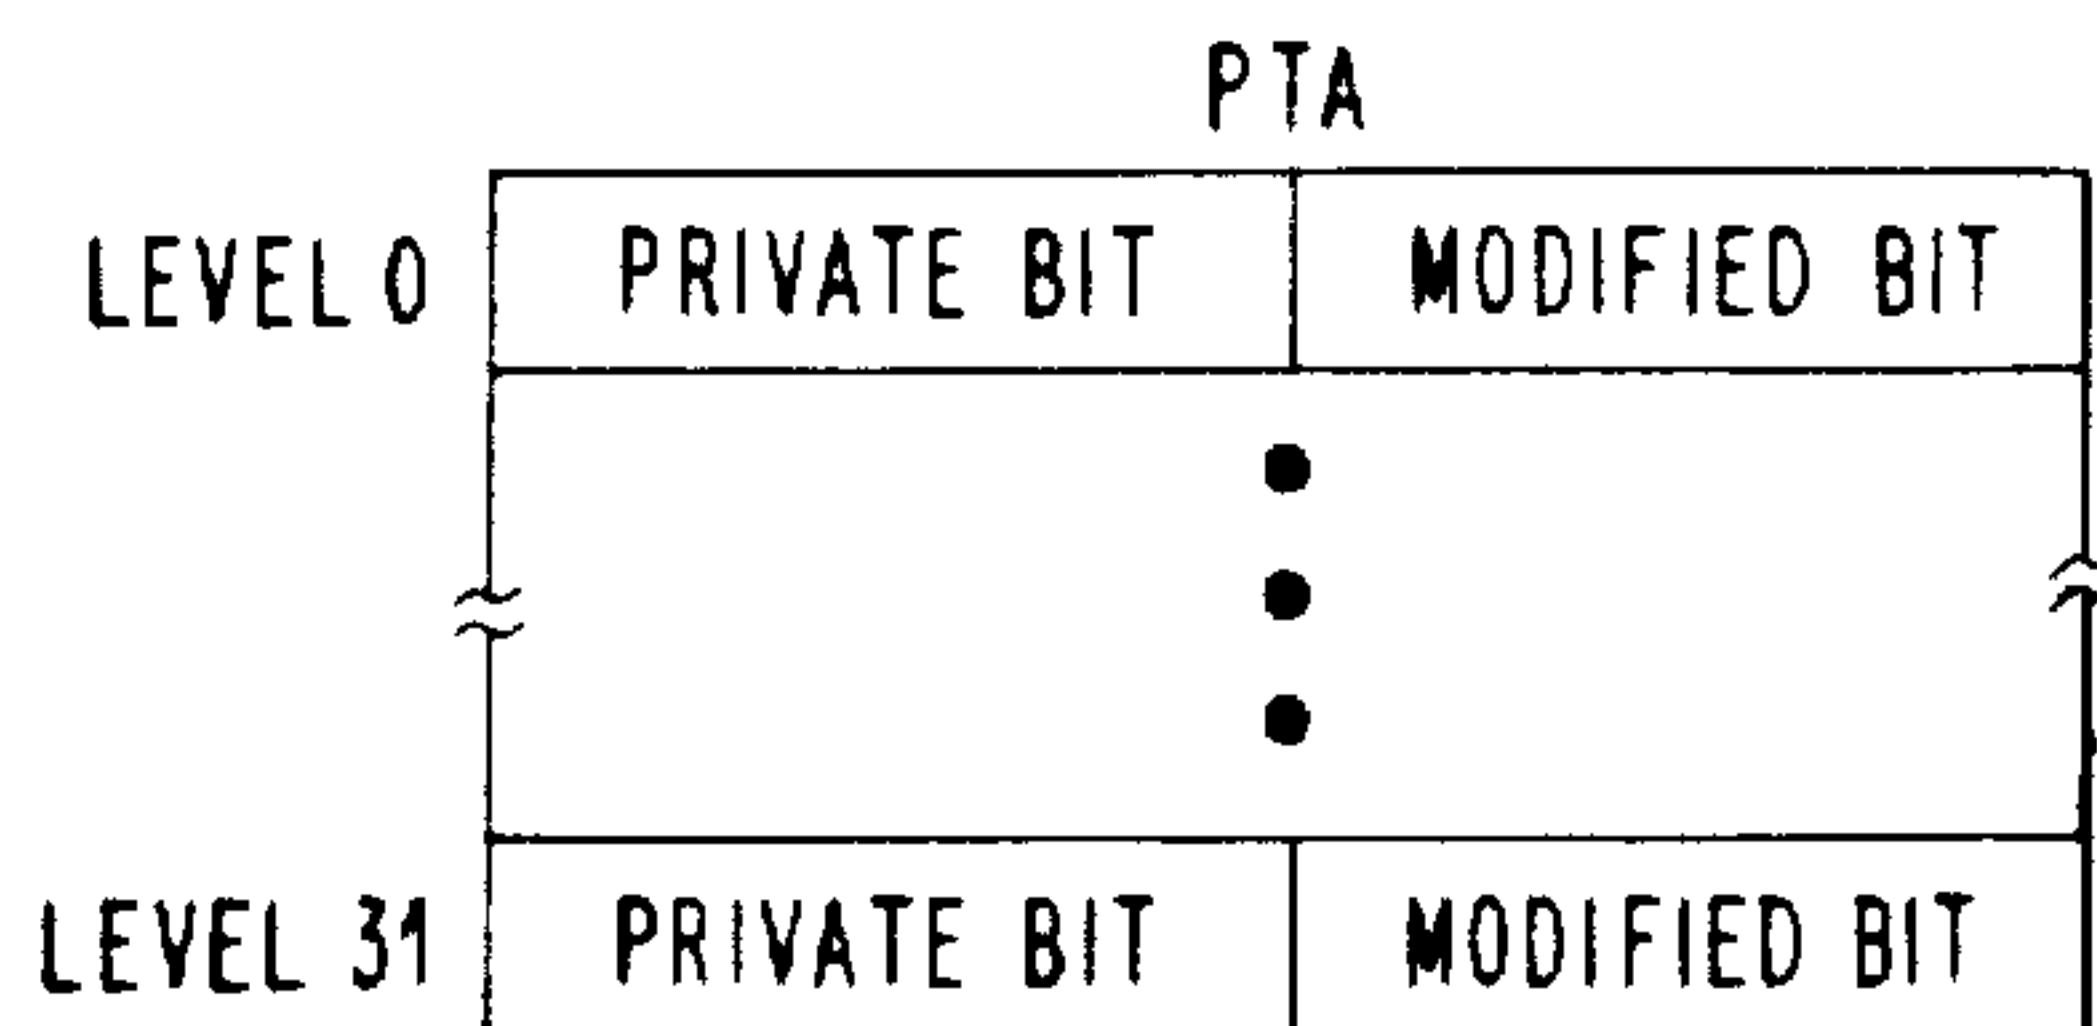 PTA
LEVEL 0 PRIVATE BIT MODIFIED BIT
LEVEL 31 PRIVATE BIT MODIFIED BIT